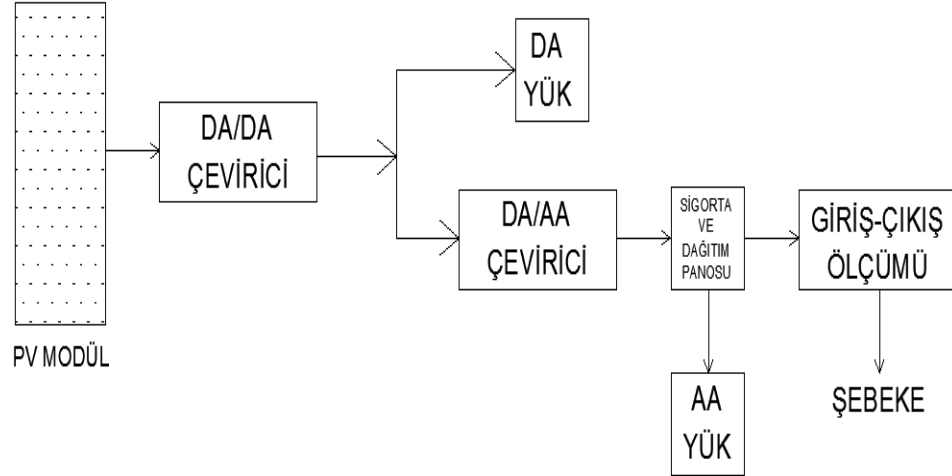 DA
YÜK
DA/DA
ÇEVİRİCİ
DA/AA
ÇEVİRİCİ
SİGORTA
VE
DAĞITIM
PANOSU
GİRİŞ-ÇIKIŞ
ÖLÇÜMÜ
PV MODÜL
AA
YÜK
ŞEBEKE